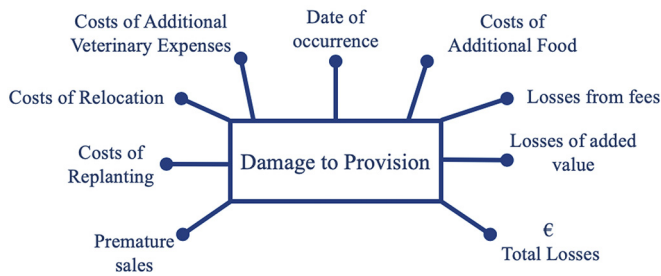 Costs of Additional
Veterinary Expenses
Date of
occurrence
Costs of
Additional Food
Costs of Relocation
Losses from fees
Costs of
Replanting
Damage to Provision
Losses of added
value
Premature
sales
€
Total Losses